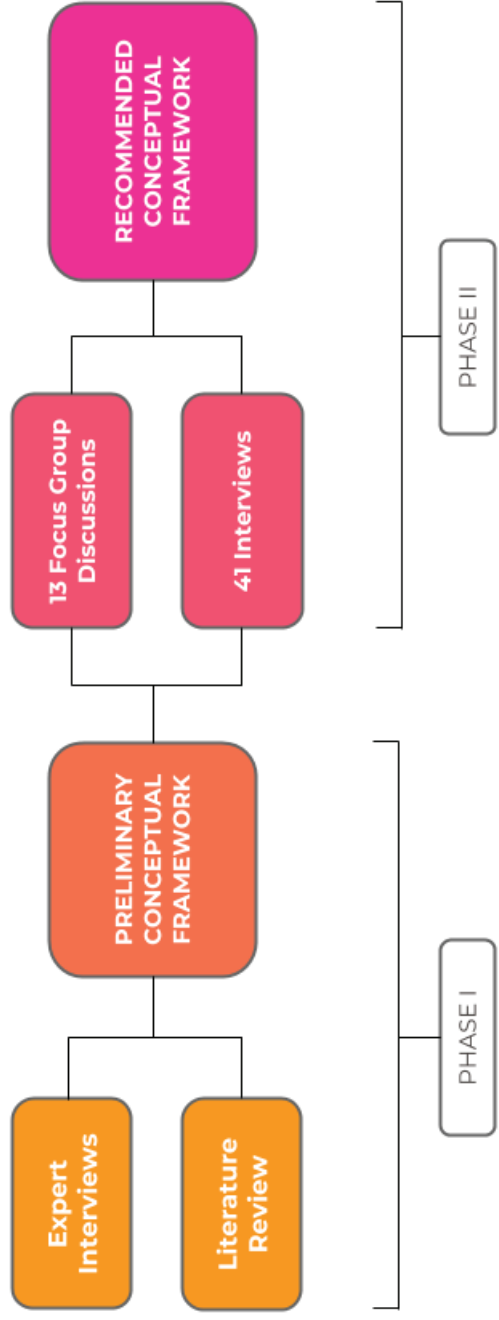 Expert
Interviews
Literature
Review
PRELIMINARY
CONCEPTUAL
FRAMEWORK
PHASE I
13 Focus Group
Discussions
41 Interviews
RECOMMENDED
CONCEPTUAL
FRAMEWORK
PHASE II